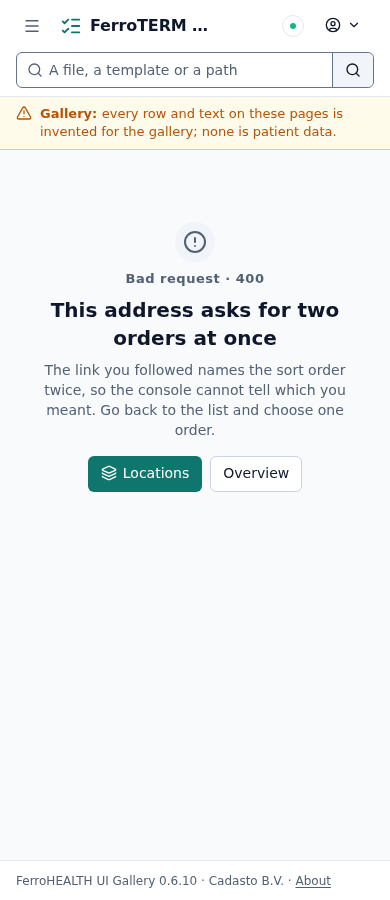 FerroTERM …
A file, a template or a path
Gallery: every row and text on these pages is
invented for the gallery; none is patient data.
Bad request · 400
This address asks for two
orders at once
The link you followed names the sort order
twice, so the console cannot tell which you
meant. Go back to the list and choose one
order.
Locations
Overview
FerroHEALTH UI Gallery 0.6.10 · Cadasto B.V. · About